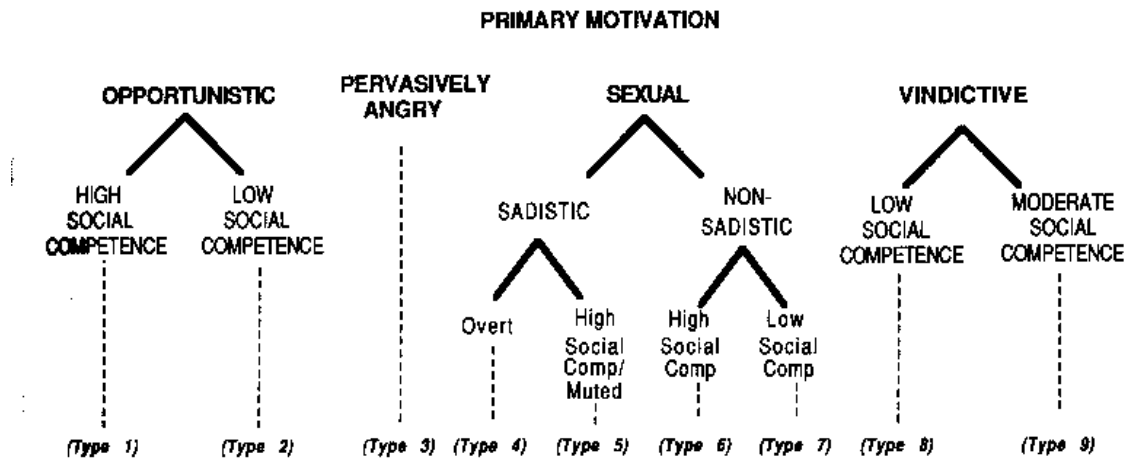 PRIMARY MOTIVATION
OPPORTUNISTIC
PERVASIVELY
ANGRY
SEXUAL
VINDICTIVE
HIGH
SOCIAL
COMPETENCE
LOW
SOCIAL
COMPETENCE
SADISTIC
NON-
SADISTIC
LOW
SOCIAL
COMPETENCE
MODERATE
SOCIAL
COMPETENCE
Overt
High
Social
Comp/
Muted
High
Social
Comp
Low
Social
Comp
(Type 1)
(Type 2)
(Type 3)
(Type 4)
(Type 5)
(Type 6)
(Type 7)
(Type 8)
(Type 9)